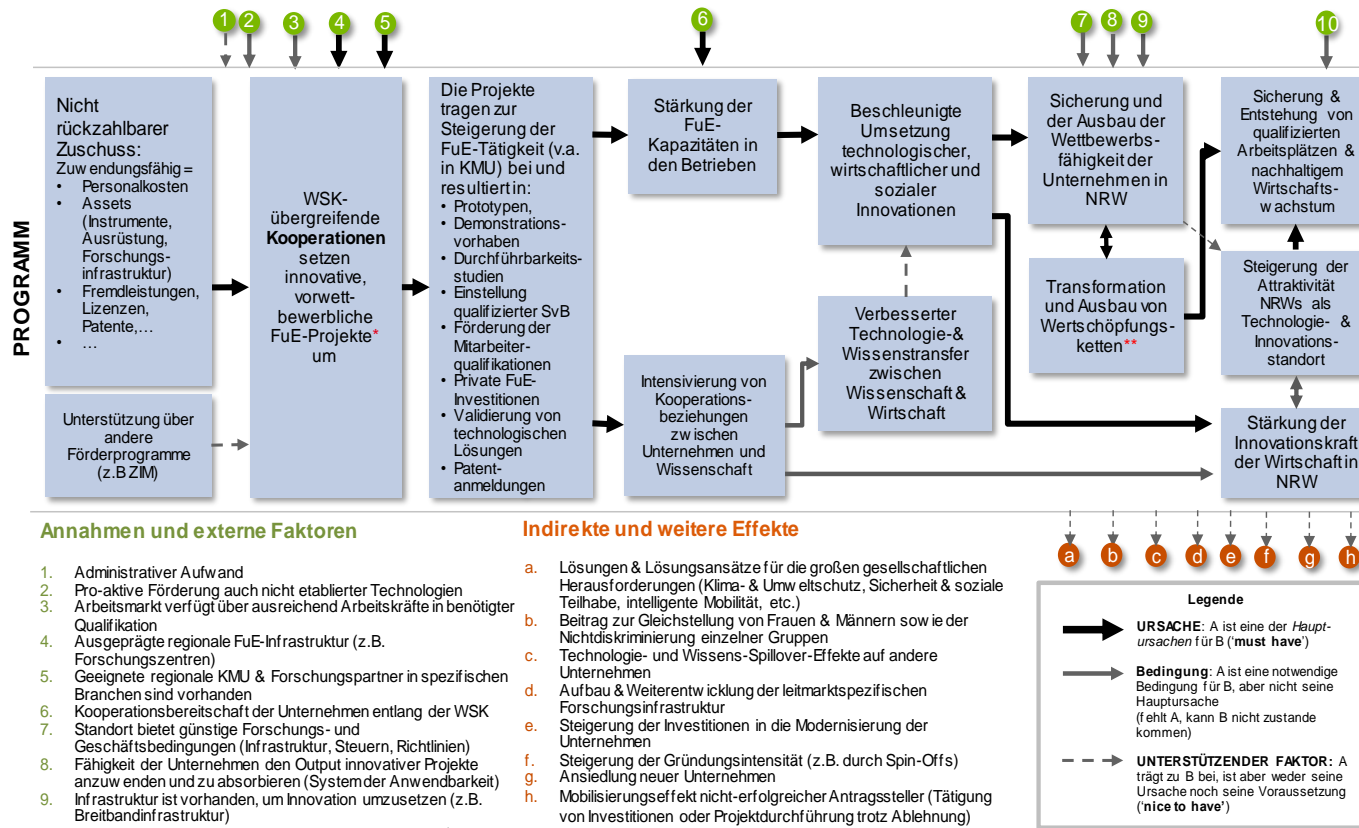 1 2 3 4 5 6 7 8 9 10
PROGRAMM
Nicht
rückzahlbarer
Zuschuss:
Zuwendungsfähig =
• Personalkosten
• Assets
(Instrumente,
Ausrüstung,
Forschungs-
infrastruktur)
• Fremdleistungen,
Lizenzen,
Patente,…
• …
Unterstützung über
andere
Förderprogramme
(z.B ZIM)
WSK-
übergreifende
Kooperationen
setzen
innovative,
vorwett-
bewerbliche
FuE-Projekte*
um
Die Projekte
tragen zur
Steigerung der
FuE-Tätigkeit (v.a.
in KMU) bei und
resultiert in:
• Prototypen,
• Demonstrations-
vorhaben
• Durchführbarkeits-
studien
• Einstellung
qualifizierter SvB
• Förderung der
Mitarbeiter-
qualifikationen
• Private FuE-
Investitionen
• Validierung von
technologischen
Lösungen
• Patent-
anmeldungen
Stärkung der
FuE-
Kapazitäten in
den Betrieben
Intensivierung von
Kooperations-
beziehungen
zwischen
Unternehmen und
Wissenschaft
Beschleunigte
Umsetzung
technologischer,
wirtschaftlicher und
sozialer
Innovationen
Verbesserter
Technologie-&
Wissenstransfer
zwischen
Wissenschaft &
Wirtschaft
Sicherung und
der Ausbau der
Wettbewerbs-
fähigkeit der
Unternehmen in
NRW
Transformation
und Ausbau von
Wertschöpfungs-
ketten**
Sicherung &
Entstehung von
qualifizierten
Arbeitsplätzen &
nachhaltigem
Wirtschafts-
wachstum
Steigerung der
Attraktivität
NRWs als
Technologie- &
Innovations-
standort
Stärkung der
Innovationskraft
der Wirtschaft in
NRW
Annahmen und externe Faktoren
1. Administrativer Aufwand
2. Pro-aktive Förderung auch nicht etablierter Technologien
3. Arbeitsmarkt verfügt über ausreichend Arbeitskräfte in benötigter
Qualifikation
4. Ausgeprägte regionale FuE-Infrastruktur (z.B.
Forschungszentren)
5. Geeignete regionale KMU & Forschungspartner in spezifischen
Branchen sind vorhanden
6. Kooperationsbereitschaft der Unternehmen entlang der WSK
7. Standort bietet günstige Forschungs- und
Geschäftsbedingungen (Infrastruktur, Steuern, Richtlinien)
8. Fähigkeit der Unternehmen den Output innovativer Projekte
anzuwenden und zu absorbieren (System der Anwendbarkeit)
9. Infrastruktur ist vorhanden, um Innovation umzusetzen (z.B.
Breitbandinfrastruktur)
Indirekte und weitere Effekte
a. Lösungen & Lösungsansätze für die großen gesellschaftlichen
Herausforderungen (Klima- & Umweltschutz, Sicherheit & soziale
Teilhabe, intelligente Mobilität, etc.)
b. Beitrag zur Gleichstellung von Frauen & Männern sowie der
Nichtdiskriminierung einzelner Gruppen
c. Technologie- und Wissens-Spillover-Effekte auf andere
Unternehmen
d. Aufbau & Weiterentwicklung der leitmarktspezifischen
Forschungsinfrastruktur
e. Steigerung der Investitionen in die Modernisierung der
Unternehmen
f. Steigerung der Gründungsintensität (z.B. durch Spin-Offs)
g. Ansiedlung neuer Unternehmen
h. Mobilisierungseffekt nicht-erfolgreicher Antragssteller (Tätigung
von Investitionen oder Projektdurchführung trotz Ablehnung)
a b c d e f g h
Legende
URSACHE: A ist eine der Haupt-
ursachen für B ('must have')
Bedingung: A ist eine notwendige
Bedingung für B, aber nicht seine
Hauptursache
(fehlt A, kann B nicht zustande
kommen)
UNTERSTÜTZENDER FAKTOR: A
trägt zu B bei, ist aber weder seine
Ursache noch seine Voraussetzung
('nice to have')